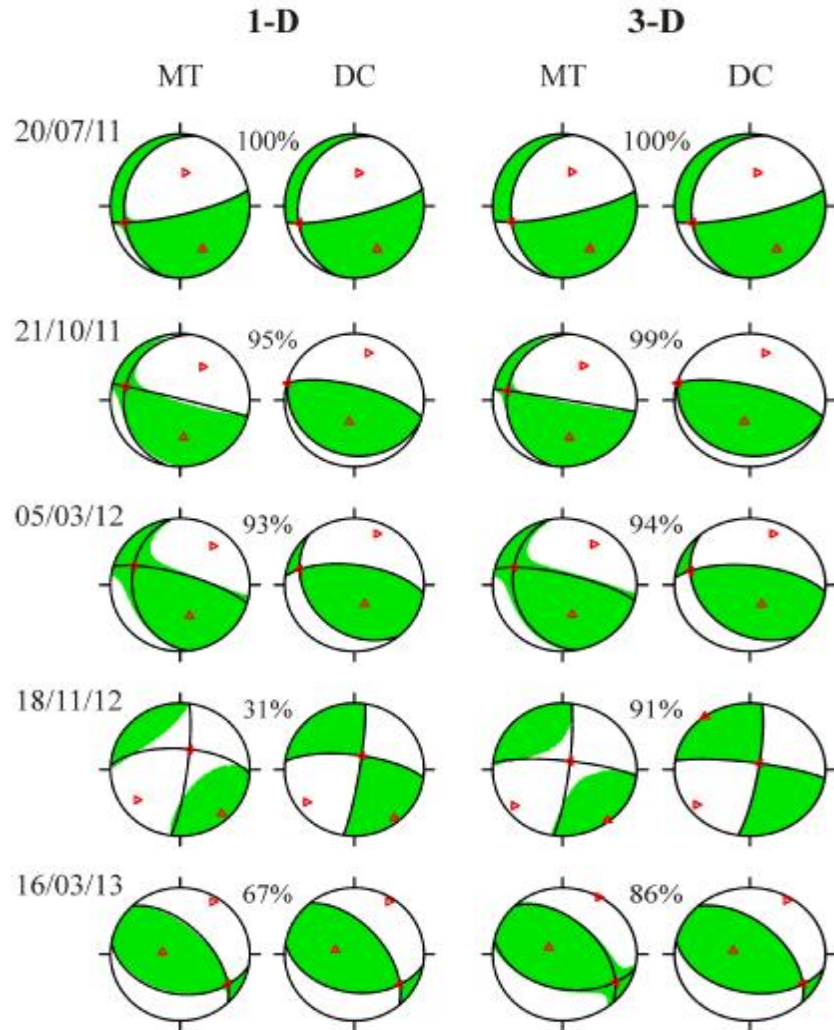 1-D 3-D
MT DC MT DC
20/07/11 100% 100%
21/10/11 95% 99%
05/03/12 93% 94%
18/11/12 31% 91%
16/03/13 67% 86%